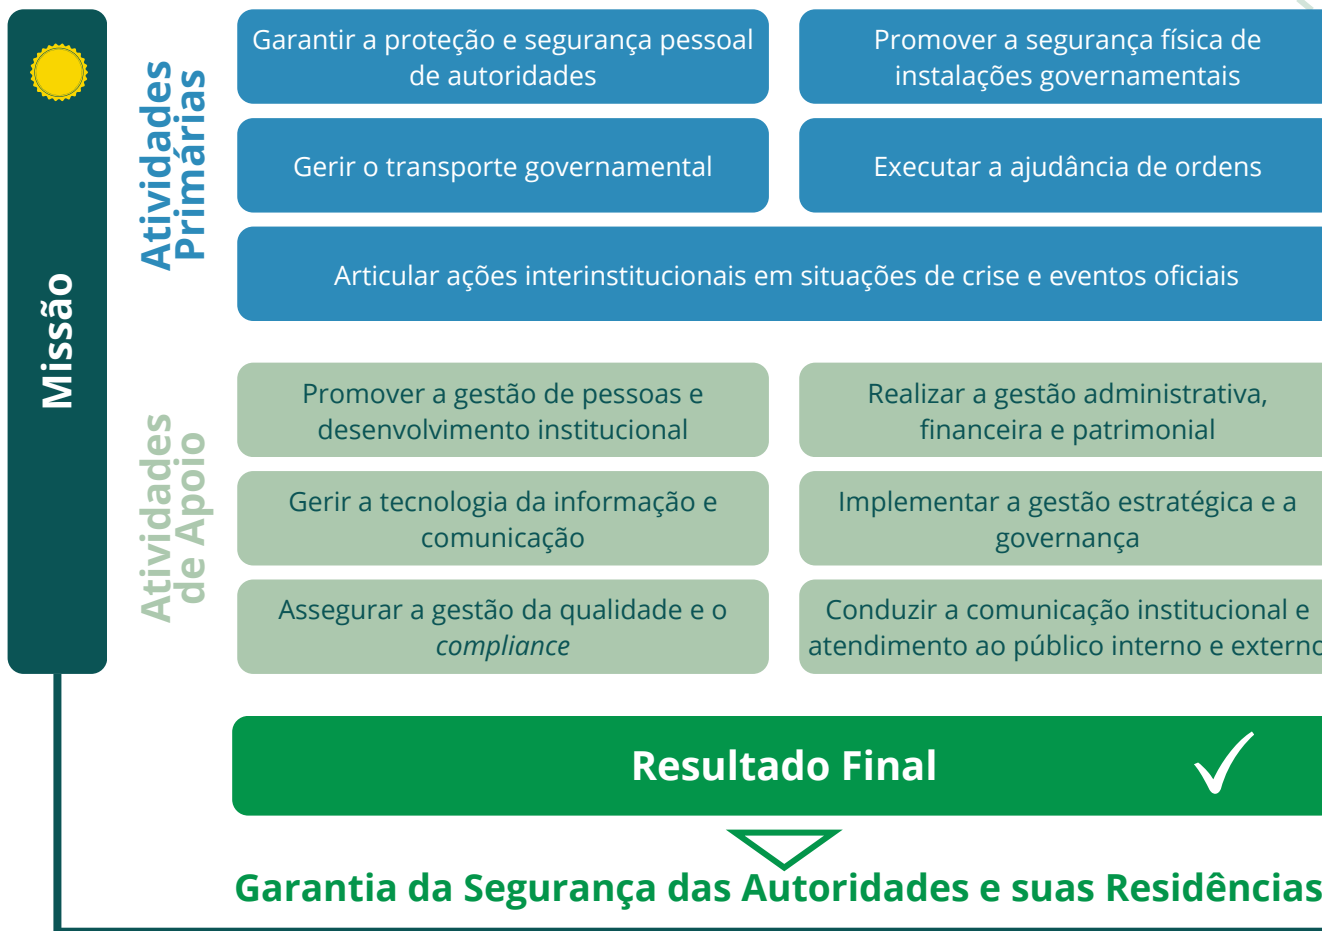 Missão
Atividades
Primárias
Garantir a proteção e segurança pessoal
de autoridades
Promover a segurança física de
instalações governamentais
Gerir o transporte governamental
Executar a ajudância de ordens
Articular ações interinstitucionais em situações de crise e eventos oficiais
Atividades
de Apoio
Promover a gestão de pessoas e
desenvolvimento institucional
Realizar a gestão administrativa,
financeira e patrimonial
Gerir a tecnologia da informação e
comunicação
Implementar a gestão estratégica e a
governança
Assegurar a gestão da qualidade e o
compliance
Conduzir a comunicação institucional e
atendimento ao público interno e externo
Resultado Final
Garantia da Segurança das Autoridades e suas Residências